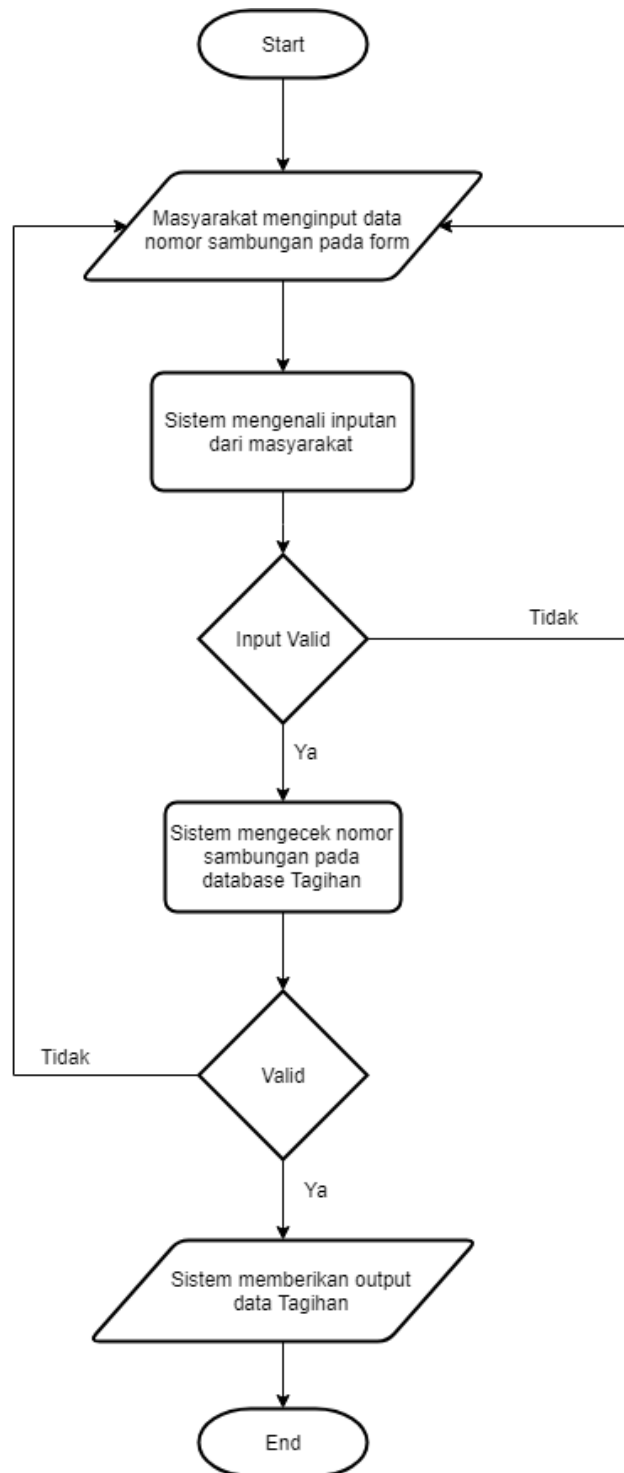 Start
Masyarakat menginput data
nomor sambungan pada form
Sistem mengenali inputan
dari masyarakat
Input Valid
Tidak
Ya
Sistem mengecek nomor
sambungan pada
database Tagihan
Tidak
Valid
Ya
Sistem memberikan output
data Tagihan
End